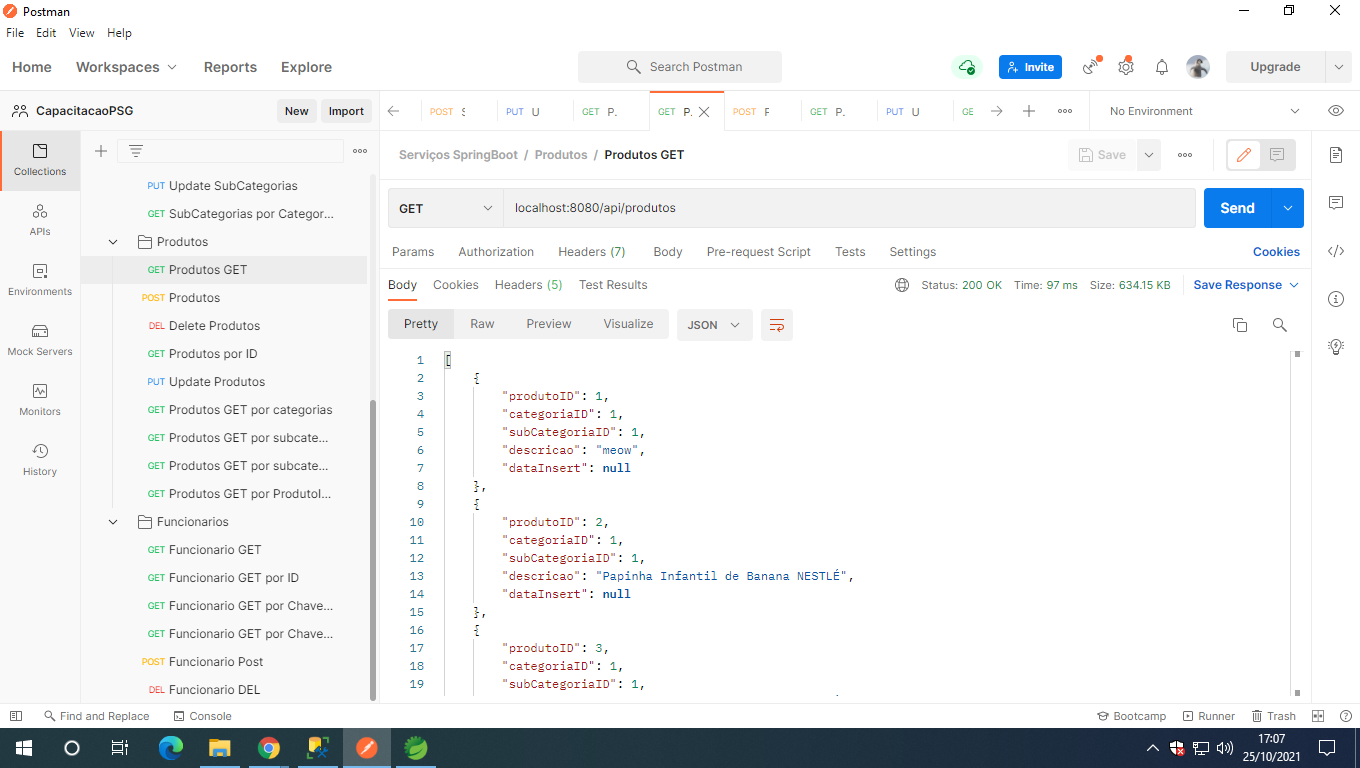 Postman
File Edit View Help
Home Workspaces Reports Explore Search Postman Invite Upgrade
CapacitacaoPSG New Import POST S PUT U GET P. GET P. POST F GET P. PUT U GE No Environment
Collections
APIs
Environments
Mock Servers
Monitors
History
PUT Update SubCategorias
GET SubCategorias por Categor...
Produtos
GET Produtos GET
POST Produtos
DEL Delete Produtos
GET Produtos por ID
PUT Update Produtos
GET Produtos GET por categorias
GET Produtos GET por subcate...
GET Produtos GET por subcate...
GET Produtos GET por ProdutoI...
Funcionarios
GET Funcionario GET
GET Funcionario GET por ID
GET Funcionario GET por Chave...
GET Funcionario GET por Chave...
POST Funcionario Post
DEL Funcionario DEL
Serviços SpringBoot / Produtos / Produtos GET Save
GET localhost:8080/api/produtos Send
Params Authorization Headers (7) Body Pre-request Script Tests Settings Cookies
Body Cookies Headers (5) Test Results Status: 200 OK Time: 97 ms Size: 634.15 KB Save Response
Pretty Raw Preview Visualize JSON
1 [
2 {
3 "produtoID": 1,
4 "categoriaID": 1,
5 "subCategoriaID": 1,
6 "descricao": "meow",
7 "dataInsert": null
8 },
9 {
10 "produtoID": 2,
11 "categoriaID": 1,
12 "subCategoriaID": 1,
13 "descricao": "Papinha Infantil de Banana NESTLÉ",
14 "dataInsert": null
15 },
16 {
17 "produtoID": 3,
18 "categoriaID": 1,
19 "subCategoriaID": 1,
Find and Replace Console Bootcamp Runner Trash
17:07
25/10/2021